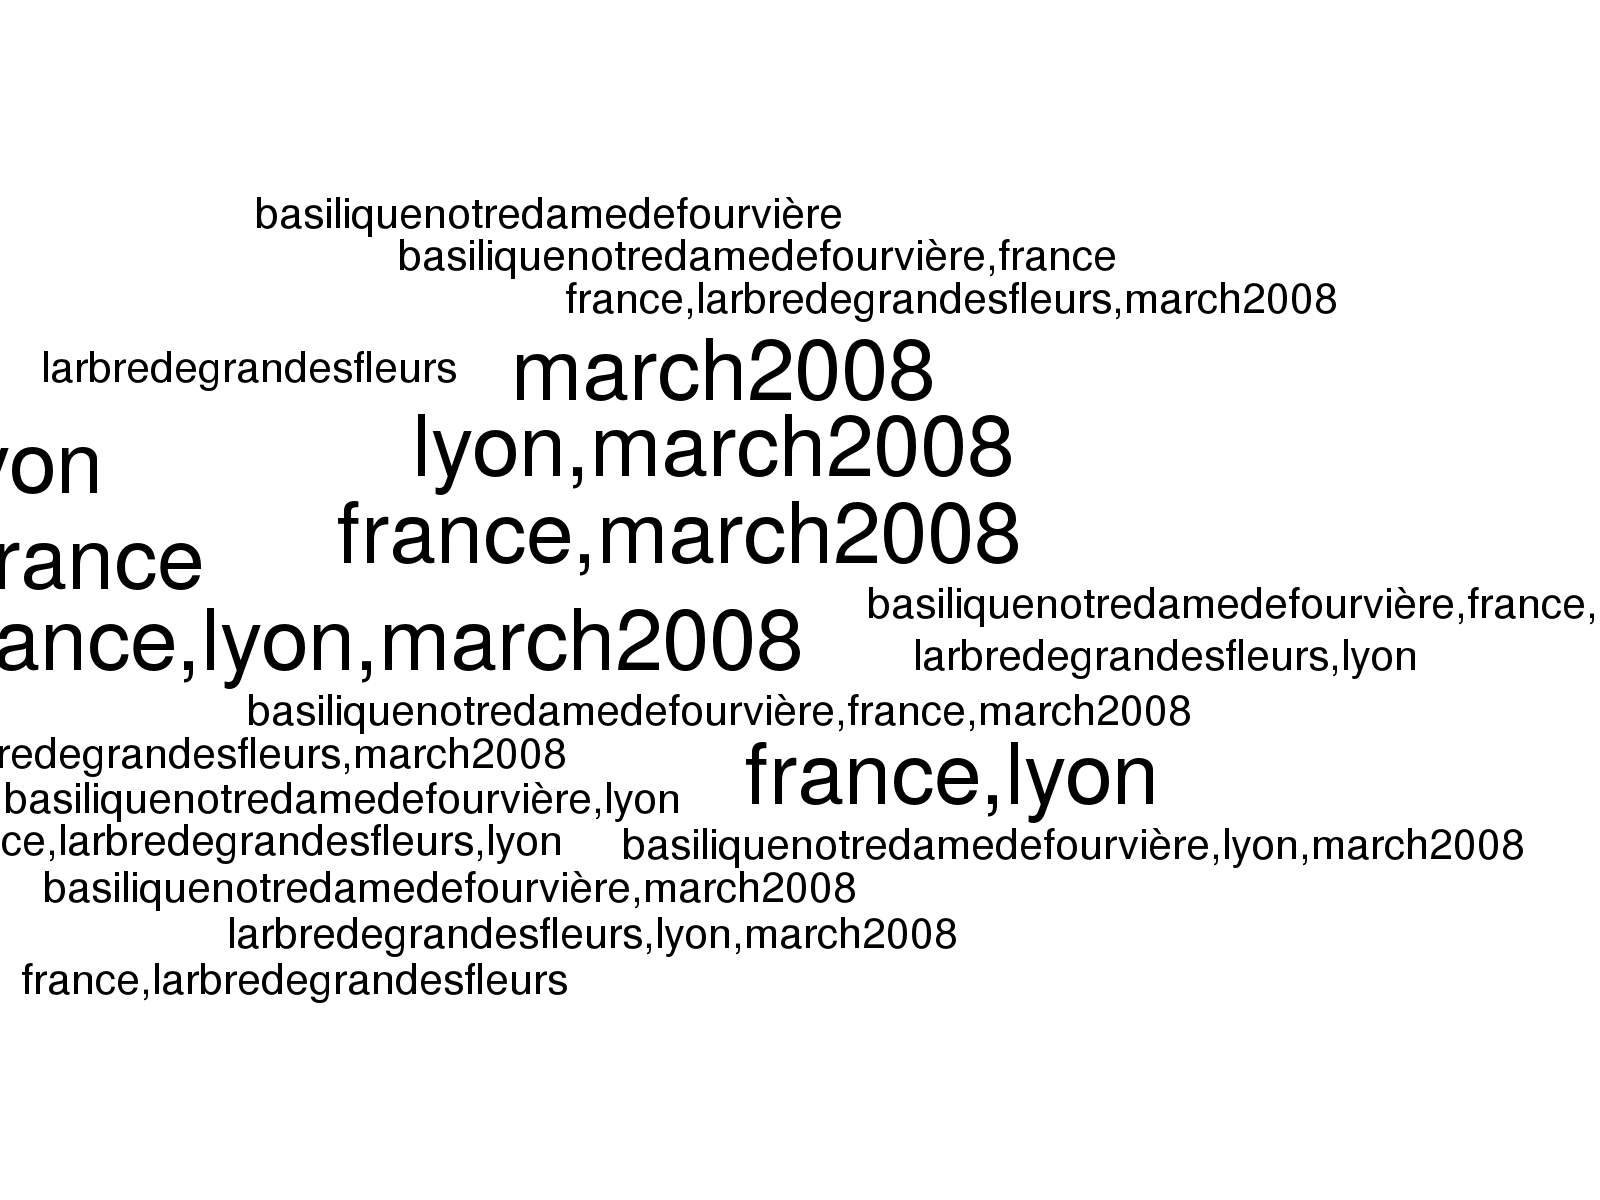 basiliquenotredamedefourvière
basiliquenotredamedefourvière,france
france,larbredegrandesfleurs,march2008
larbredegrandesfleurs
march2008
lyon,march2008
yon
france,march2008
rance
basiliquenotredamedefourvière,france,
ance,lyon,march2008
larbredegrandesfleurs,lyon
basiliquenotredamedefourvière,france,march2008
redegrandesfleurs,march2008
france,lyon
basiliquenotredamedefourvière,lyon
ce,larbredegrandesfleurs,lyon
basiliquenotredamedefourvière,lyon,march2008
basiliquenotredamedefourvière,march2008
larbredegrandesfleurs,lyon,march2008
france,larbredegrandesfleurs